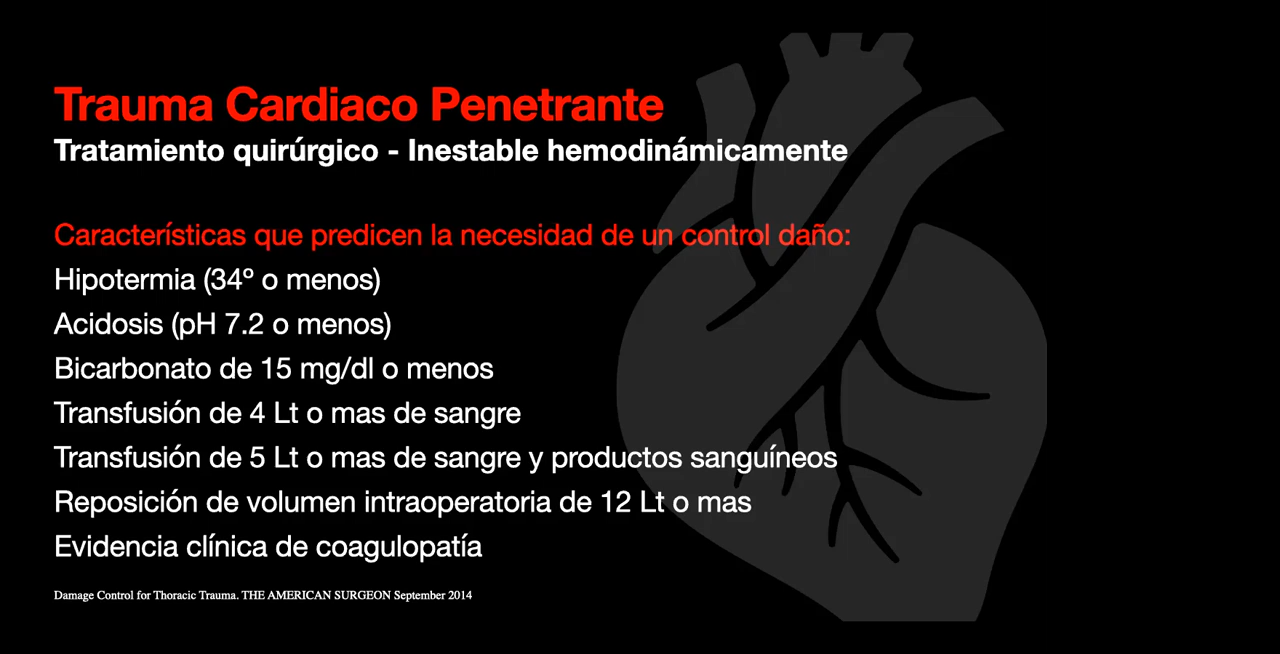 Trauma Cardiaco Penetrante
Tratamiento quirúrgico - Inestable hemodinámicamente
Características que predicen la necesidad de un control daño:
Hipotermia (34º o menos)
Acidosis (pH 7.2 o menos)
Bicarbonato de 15 mg/dl o menos
Transfusión de 4 Lt o mas de sangre
Transfusión de 5 Lt o mas de sangre y productos sanguíneos
Reposición de volumen intraoperatoria de 12 Lt o mas
Evidencia clínica de coagulopatía
Damage Control for Thoracic Trauma. THE AMERICAN SURGEON September 2014